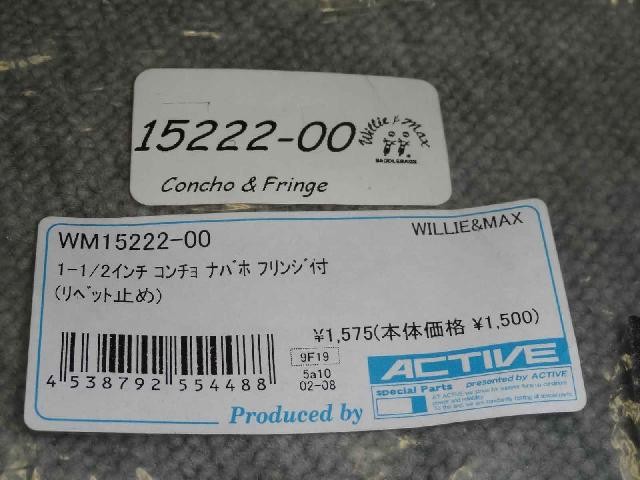 15222-00
Willie & Max
SADDLEBAGS
Concho & Fringe
WM15222-00
WILLIE&MAX
1-1/2インチ コンチョ ナバホ フリンジ付
(リベット止め)
¥1,575(本体価格 ¥1,500)
9F19
5a10
02-08
4 538792 554488
ACTIVE
special Parts
presented by ACTIVE
Produced by